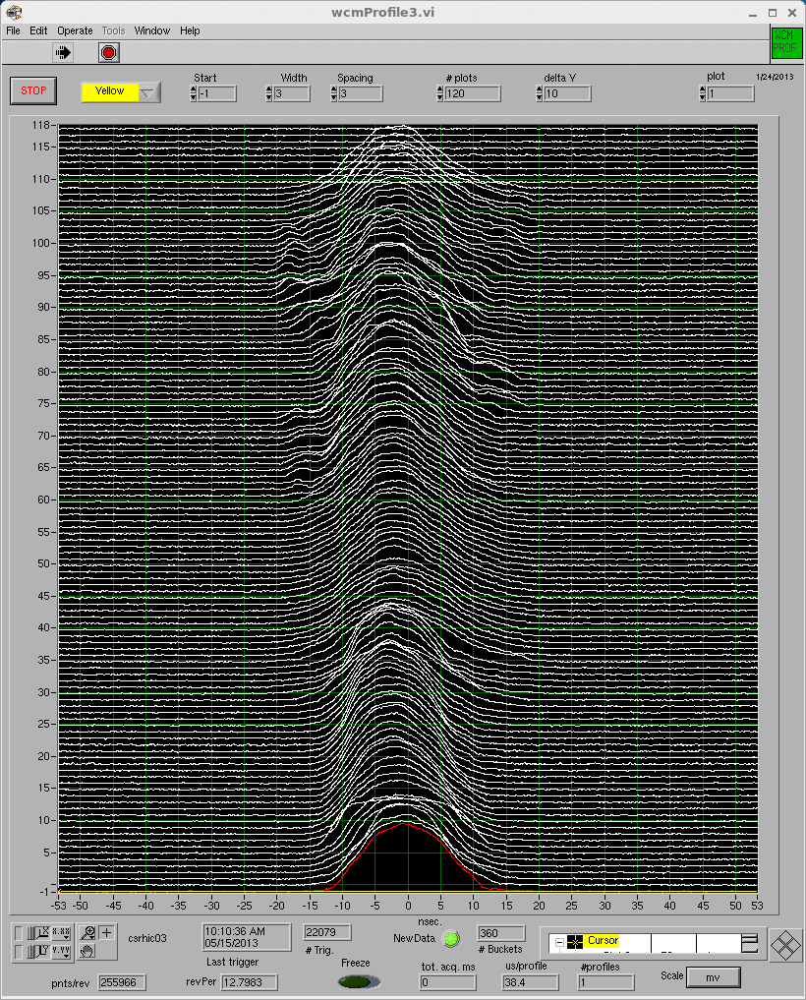 wcmProfile3.vi
File Edit Operate Tools Window Help
WCM
PROF
Start Width Spacing # plots delta Y plot 1/24/2013
STOP Yellow -1 3 3 120 10 1
118
115
110
105
100
95
90
85
80
75
70
65
60
55
50
45
40
35
30
25
20
15
10
5
-1
-53 -50 -45 -40 -35 -30 -25 -20 -15 -10 -5 0 5 10 15 20 25 30 35 40 45 50 53
nsec.
X X.XX
Y Y.YY
csrhic03
10:10:36 AM
05/15/2013
Last trigger
22079
# Trig.
NewData
360
# Buckets
Cursor
Freeze
pnts/rev 255966
revPer 12.7983
tot. acq. ms
0
us/profile
38.4
#profiles
1
Scale mv